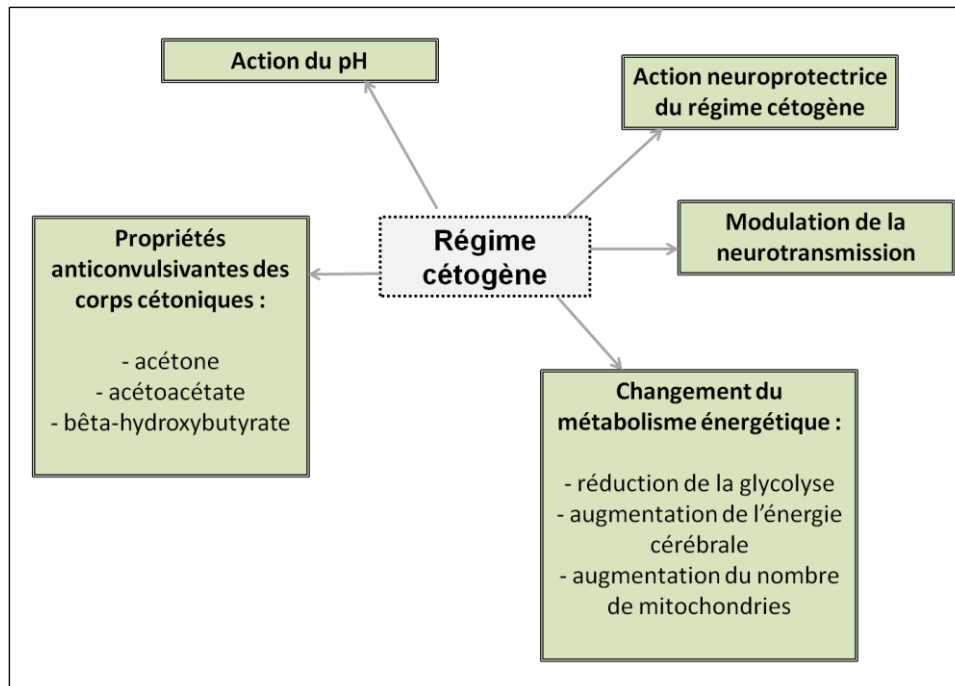 Action du pH
Action neuroprotectrice
du régime cétogène
Régime
cétogène
Modulation de la
neurotransmission
Propriétés
anticonvulsivantes des
corps cétoniques :
- acétone
- acétoacétate
- bêta-hydroxybutyrate
Changement du
métabolisme énergétique :
- réduction de la glycolyse
- augmentation de l’énergie
cérébrale
- augmentation du nombre
de mitochondries